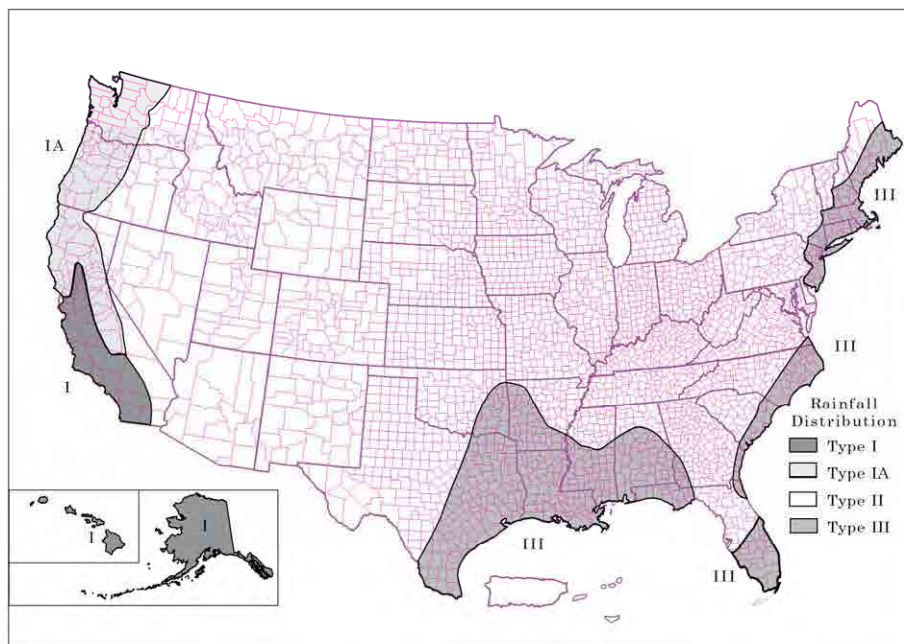 IA
III
III
I
Rainfall
Distribution
Type I
Type IA
Type II
Type III
I
I
III
III